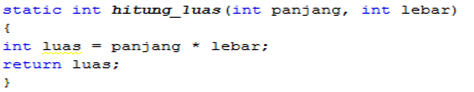 static int hitung_luas(int panjang, int lebar)
{
int luas = panjang * lebar;
return luas;
}